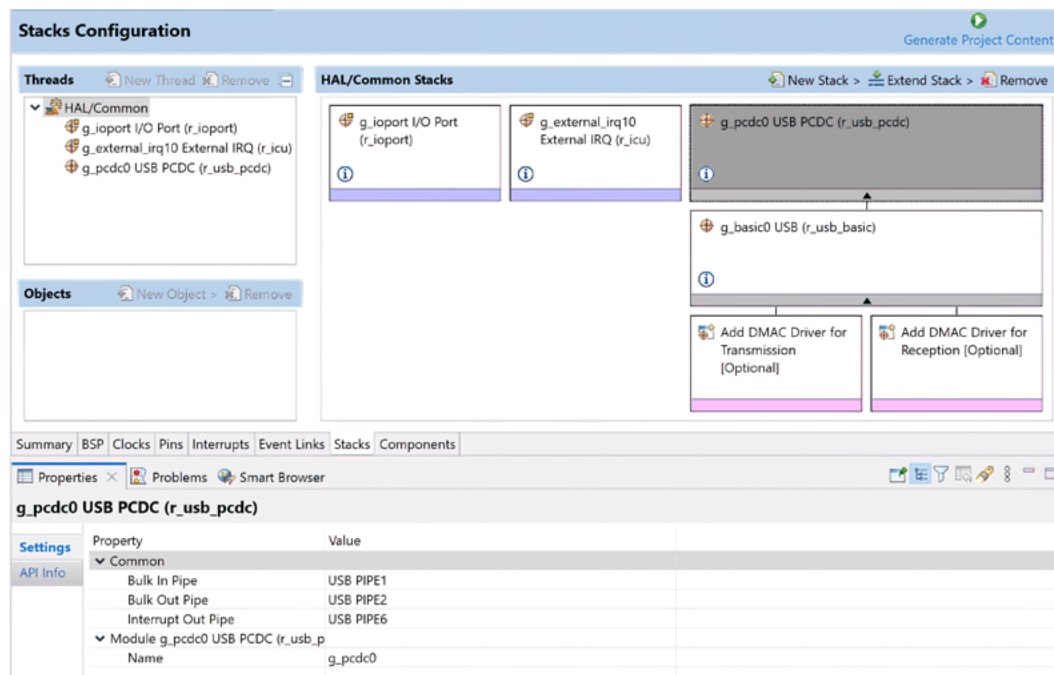 Stacks Configuration
Generate Project Content
Threads
New Thread
Remove
HAL/Common
g_ioport I/O Port (r_ioport)
g_external_irq10 External IRQ (r_icu)
g_pcdc0 USB PCDC (r_usb_pcdc)
Objects
New Object >
Remove
HAL/Common Stacks
New Stack >
Extend Stack >
Remove
g_ioport I/O Port
(r_ioport)
g_external_irq10
External IRQ (r_icu)
g_pcdc0 USB PCDC (r_usb_pcdc)
g_basic0 USB (r_usb_basic)
Add DMAC Driver for
Transmission
[Optional]
Add DMAC Driver for
Reception [Optional]
Summary BSP Clocks Pins Interrupts Event Links Stacks Components
Properties Problems Smart Browser
g_pcdc0 USB PCDC (r_usb_pcdc)
Settings
API Info
Property Value
Common
Bulk In Pipe USB PIPE1
Bulk Out Pipe USB PIPE2
Interrupt Out Pipe USB PIPE6
Module g_pcdc0 USB PCDC (r_usb_p
Name g_pcdc0